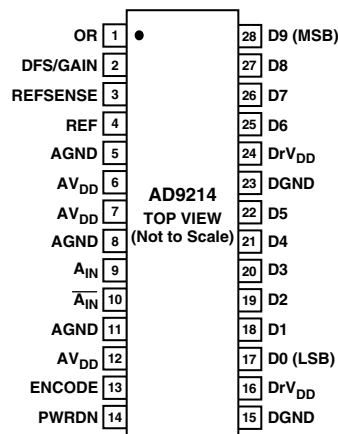 OR 1 28 D9 (MSB)
DFS/GAIN 2 27 D8
REFSENSE 3 26 D7
REF 4 25 D6
AGND 5 24 DrVDD
AVDD 6 23 DGND
AVDD 7 22 D5
AGND 8 21 D4
AIN 9 20 D3
A̅I̅N̅ 10 19 D2
AGND 11 18 D1
AVDD 12 17 D0 (LSB)
ENCODE 13 16 DrVDD
PWRDN 14 15 DGND
AD9214
TOP VIEW
(Not to Scale)